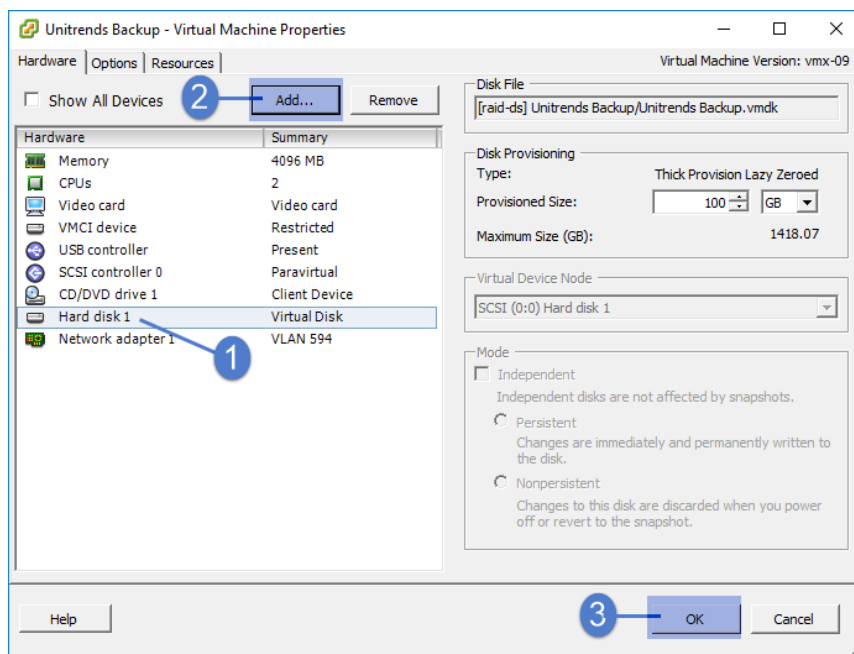 Unitrends Backup - Virtual Machine Properties
Hardware Options Resources
Virtual Machine Version: vmx-09
Show All Devices
2
Add...
Remove
Hardware Summary
Memory 4096 MB
CPUs 2
Video card Video card
VMCI device Restricted
USB controller Present
SCSI controller 0 Paravirtual
CD/DVD drive 1 Client Device
Hard disk 1 Virtual Disk
Network adapter 1 VLAN 594
1
Disk File
[raid-ds] Unitrends Backup/Unitrends Backup.vmdk
Disk Provisioning
Type: Thick Provision Lazy Zeroed
Provisioned Size: 100 GB
Maximum Size (GB): 1418.07
Virtual Device Node
SCSI (0:0) Hard disk 1
Mode
Independent
Independent disks are not affected by snapshots.
Persistent
Changes are immediately and permanently written to
the disk.
Nonpersistent
Changes to this disk are discarded when you power
off or revert to the snapshot.
Help
3
OK
Cancel